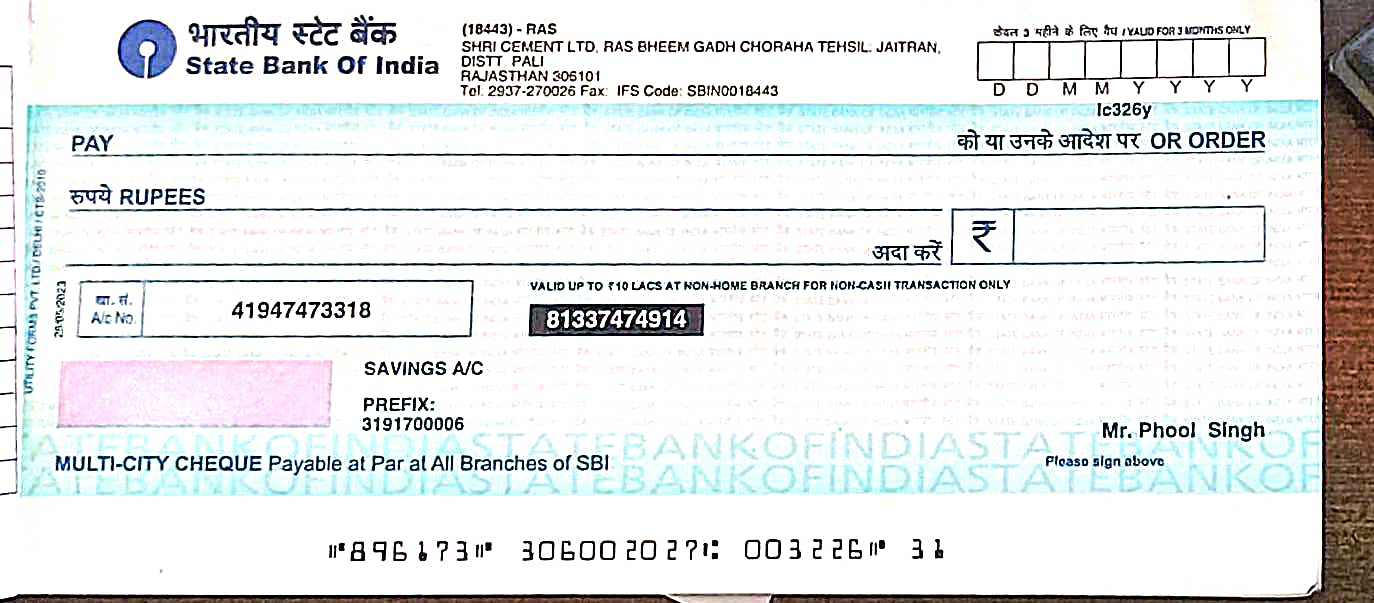 भारतीय स्टेट बैंक
State Bank Of India
(18443) - RAS
SHRI CEMENT LTD, RAS BHEEM GADH CHORAHA TEHSIL: JAITRAN,
DISTT. PALI
RAJASTHAN 306101
Tel: 2937-270026 Fax: IFS Code: SBIN0018443
केवल 3 महीने के लिए वैध / VALID FOR 3 MONTHS ONLY
D D M M Y Y Y Y
Ic326y
PAY को या उनके आदेश पर OR ORDER
रुपये RUPEES
अदा करें ₹
UTILITY FORMS PVT. LTD./ DELHI / CTS-2010
26/05/2023
खा. सं.
A/c No. 41947473318
VALID UP TO ₹10 LACS AT NON-HOME BRANCH FOR NON-CASH TRANSACTION ONLY
81337474914
SAVINGS A/C
PREFIX:
3191700006
Mr. Phool Singh
Please sign above
MULTI-CITY CHEQUE Payable at Par at All Branches of SBI
ATEBANKOFINDIASTATEBANKOFINDIASTATEBANKOF
ATEBANKOFINDIASTATEBANKOFINDIASTATEBANKOF
⑈896173⑈ 306002027⑆ 003226⑈ 31